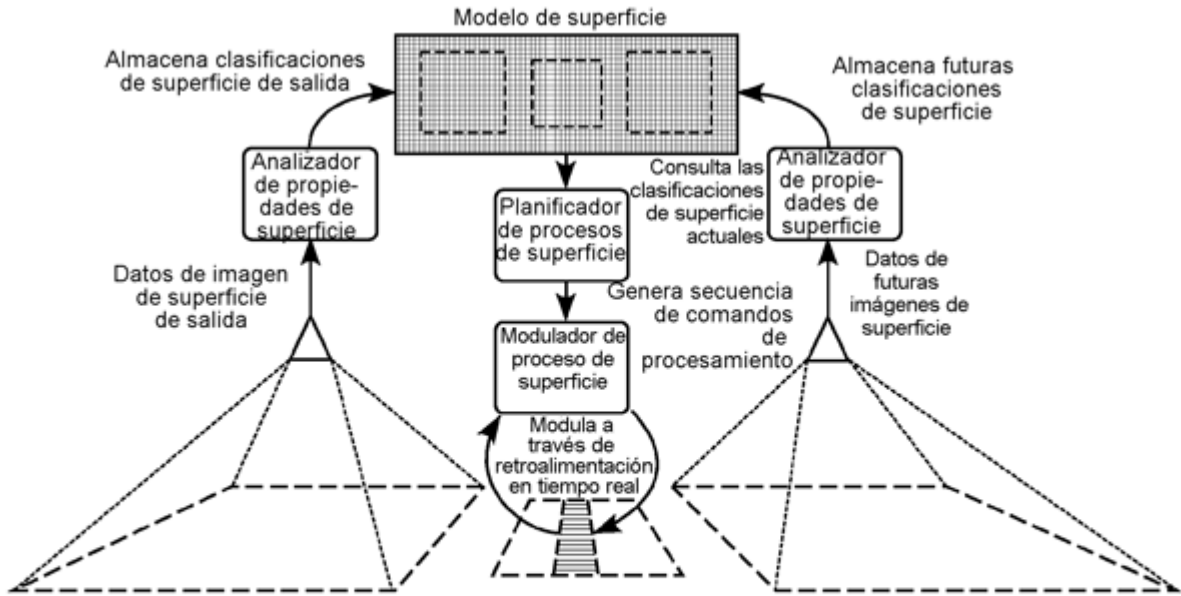 Modelo de superficie
Almacena clasificaciones
de superficie de salida
Almacena futuras
clasificaciones
de superficie
Analizador
de propie-
dades de
superficie
Consulta las
clasificaciones
de superficie
actuales
Analizador
de propie-
dades de
superficie
Planificador
de procesos
de superficie
Datos de imagen
de superficie
de salida
Datos de
futuras
imágenes de
superficie
Genera secuencia
de comandos
de
procesamiento
Modulador de
proceso de
superficie
Modula a
través de
retroalimentación
en tiempo real